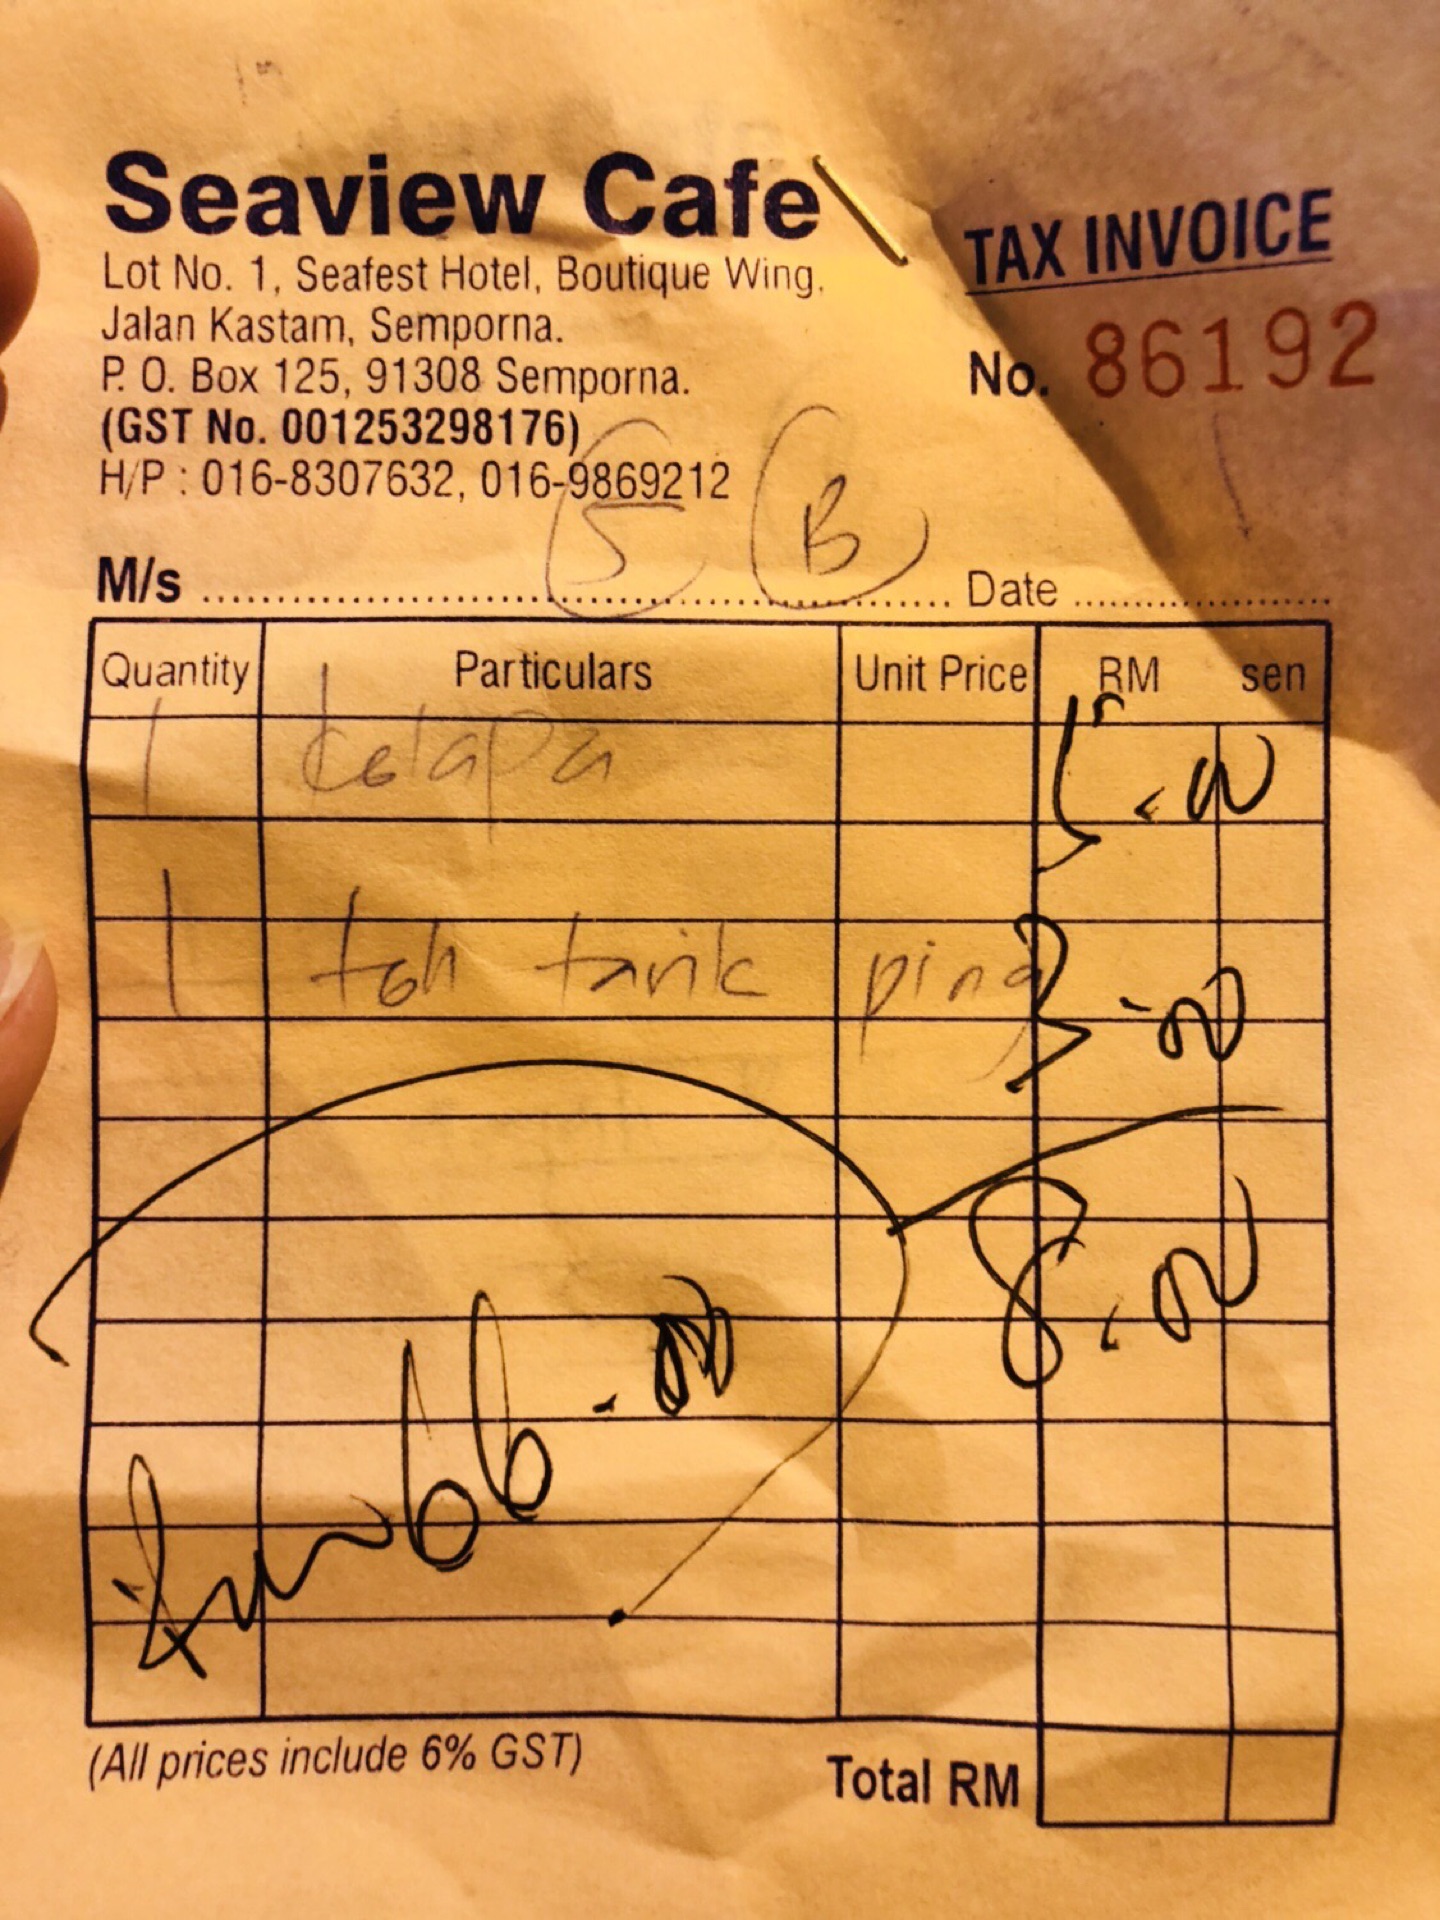 Seaview Cafe
Lot No. 1, Seafest Hotel, Boutique Wing,
Jalan Kastam, Semporna.
P. O. Box 125, 91308 Semporna.
(GST No. 001253298176)
H/P : 016-8307632, 016-9869212
TAX INVOICE
No. 86192
5 B
M/s Date
Quantity Particulars Unit Price RM sen
1 kelapa 5.00
1 teh tarik ping 3.00
8.00
66.00
(All prices include 6% GST)
Total RM